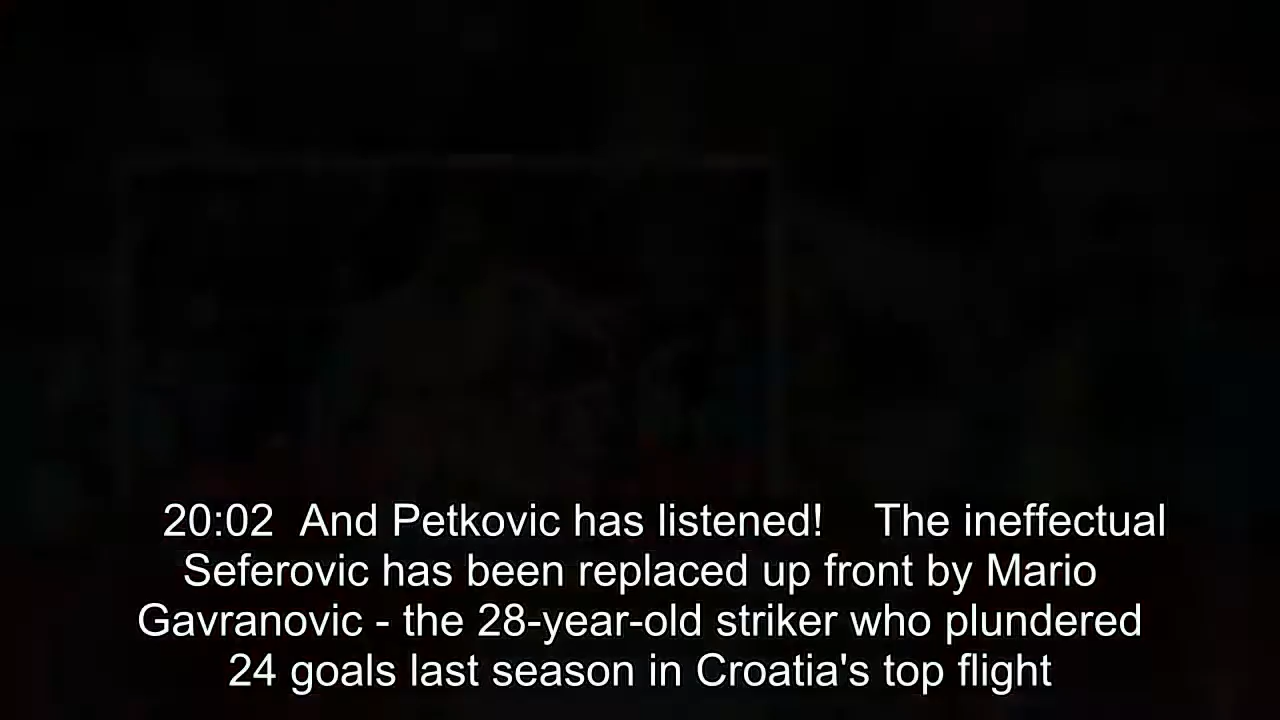 20:02 And Petkovic has listened! The ineffectual
Seferovic has been replaced up front by Mario
Gavranovic - the 28-year-old striker who plundered
24 goals last season in Croatia's top flight